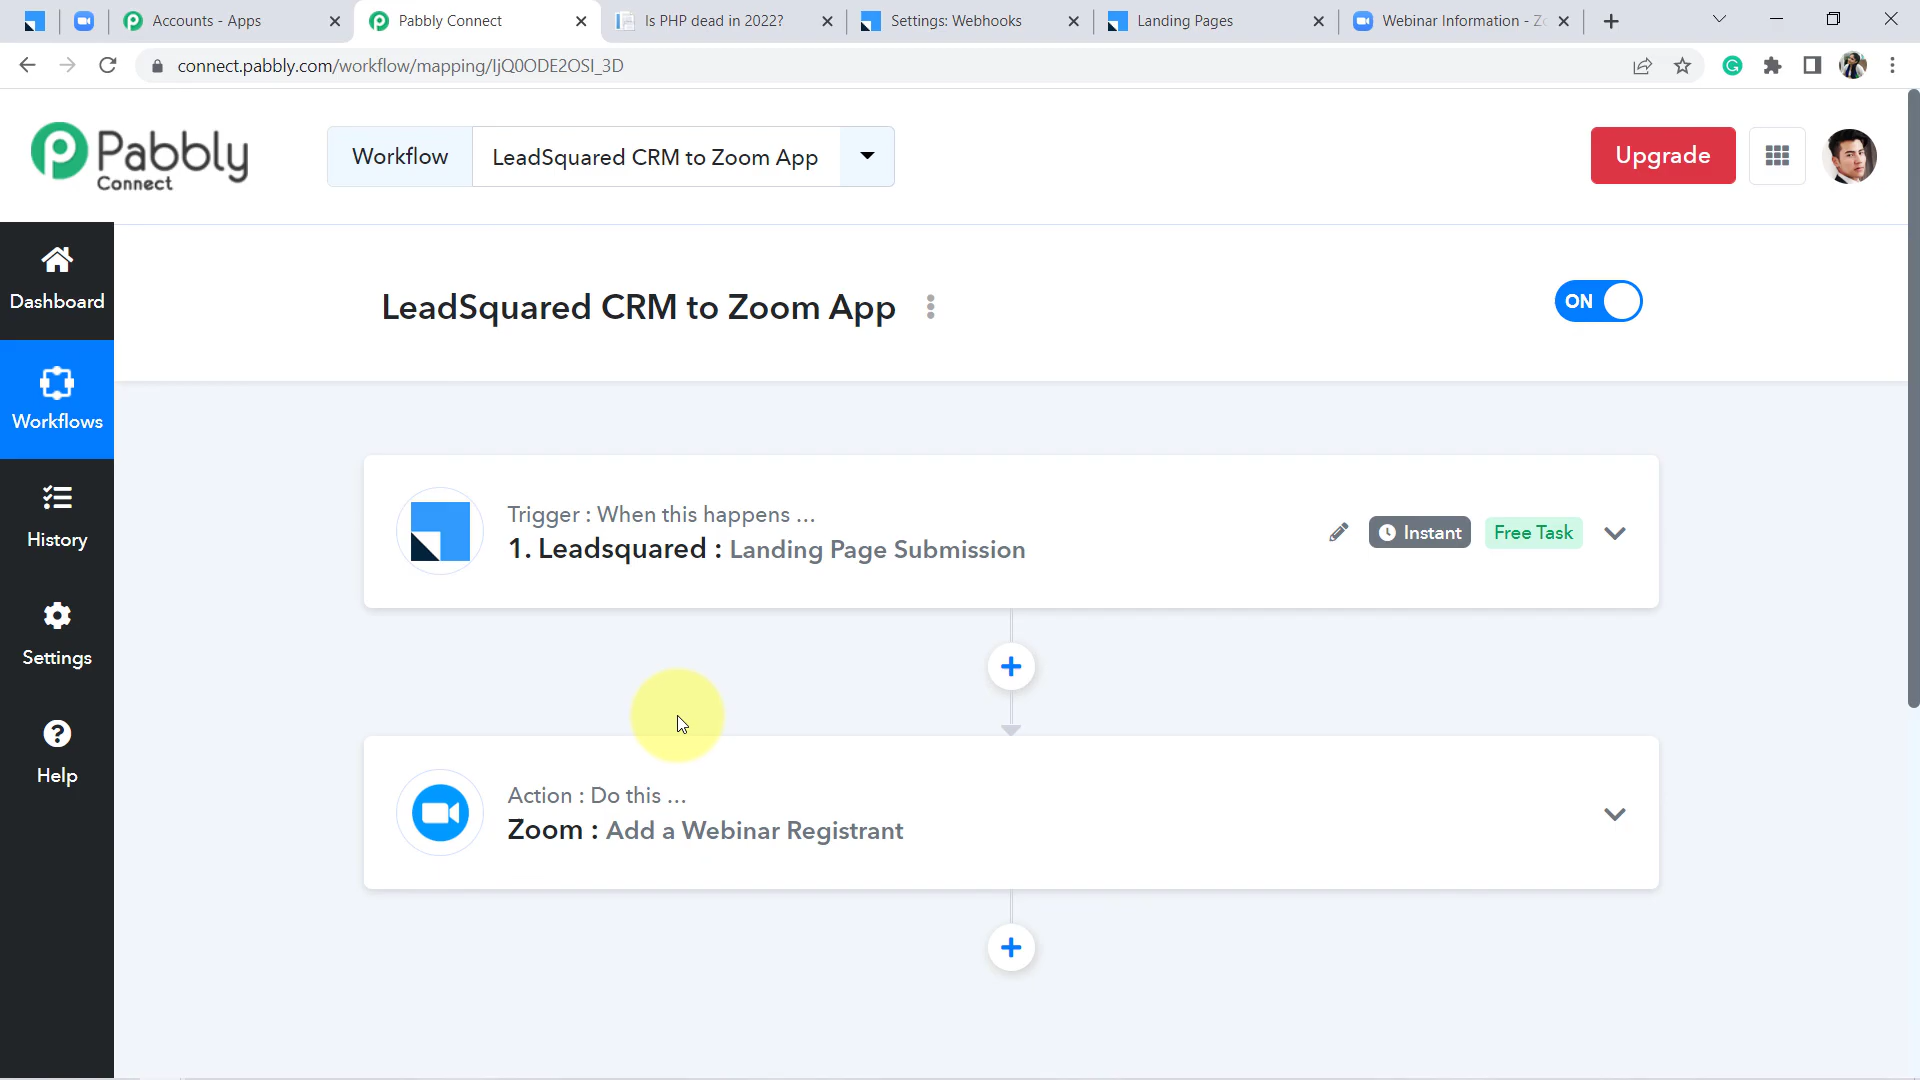 Accounts - Apps
Pabbly Connect
Is PHP dead in 2022?
Settings: Webhooks
Landing Pages
Webinar Information - Zo
connect.pabbly.com/workflow/mapping/IjQ0ODE2OSI_3D
Pabbly
Connect
Workflow
LeadSquared CRM to Zoom App
Upgrade
Dashboard
Workflows
History
Settings
Help
LeadSquared CRM to Zoom App
ON
Trigger : When this happens ...
1. Leadsquared : Landing Page Submission
Instant
Free Task
Action : Do this ...
Zoom : Add a Webinar Registrant